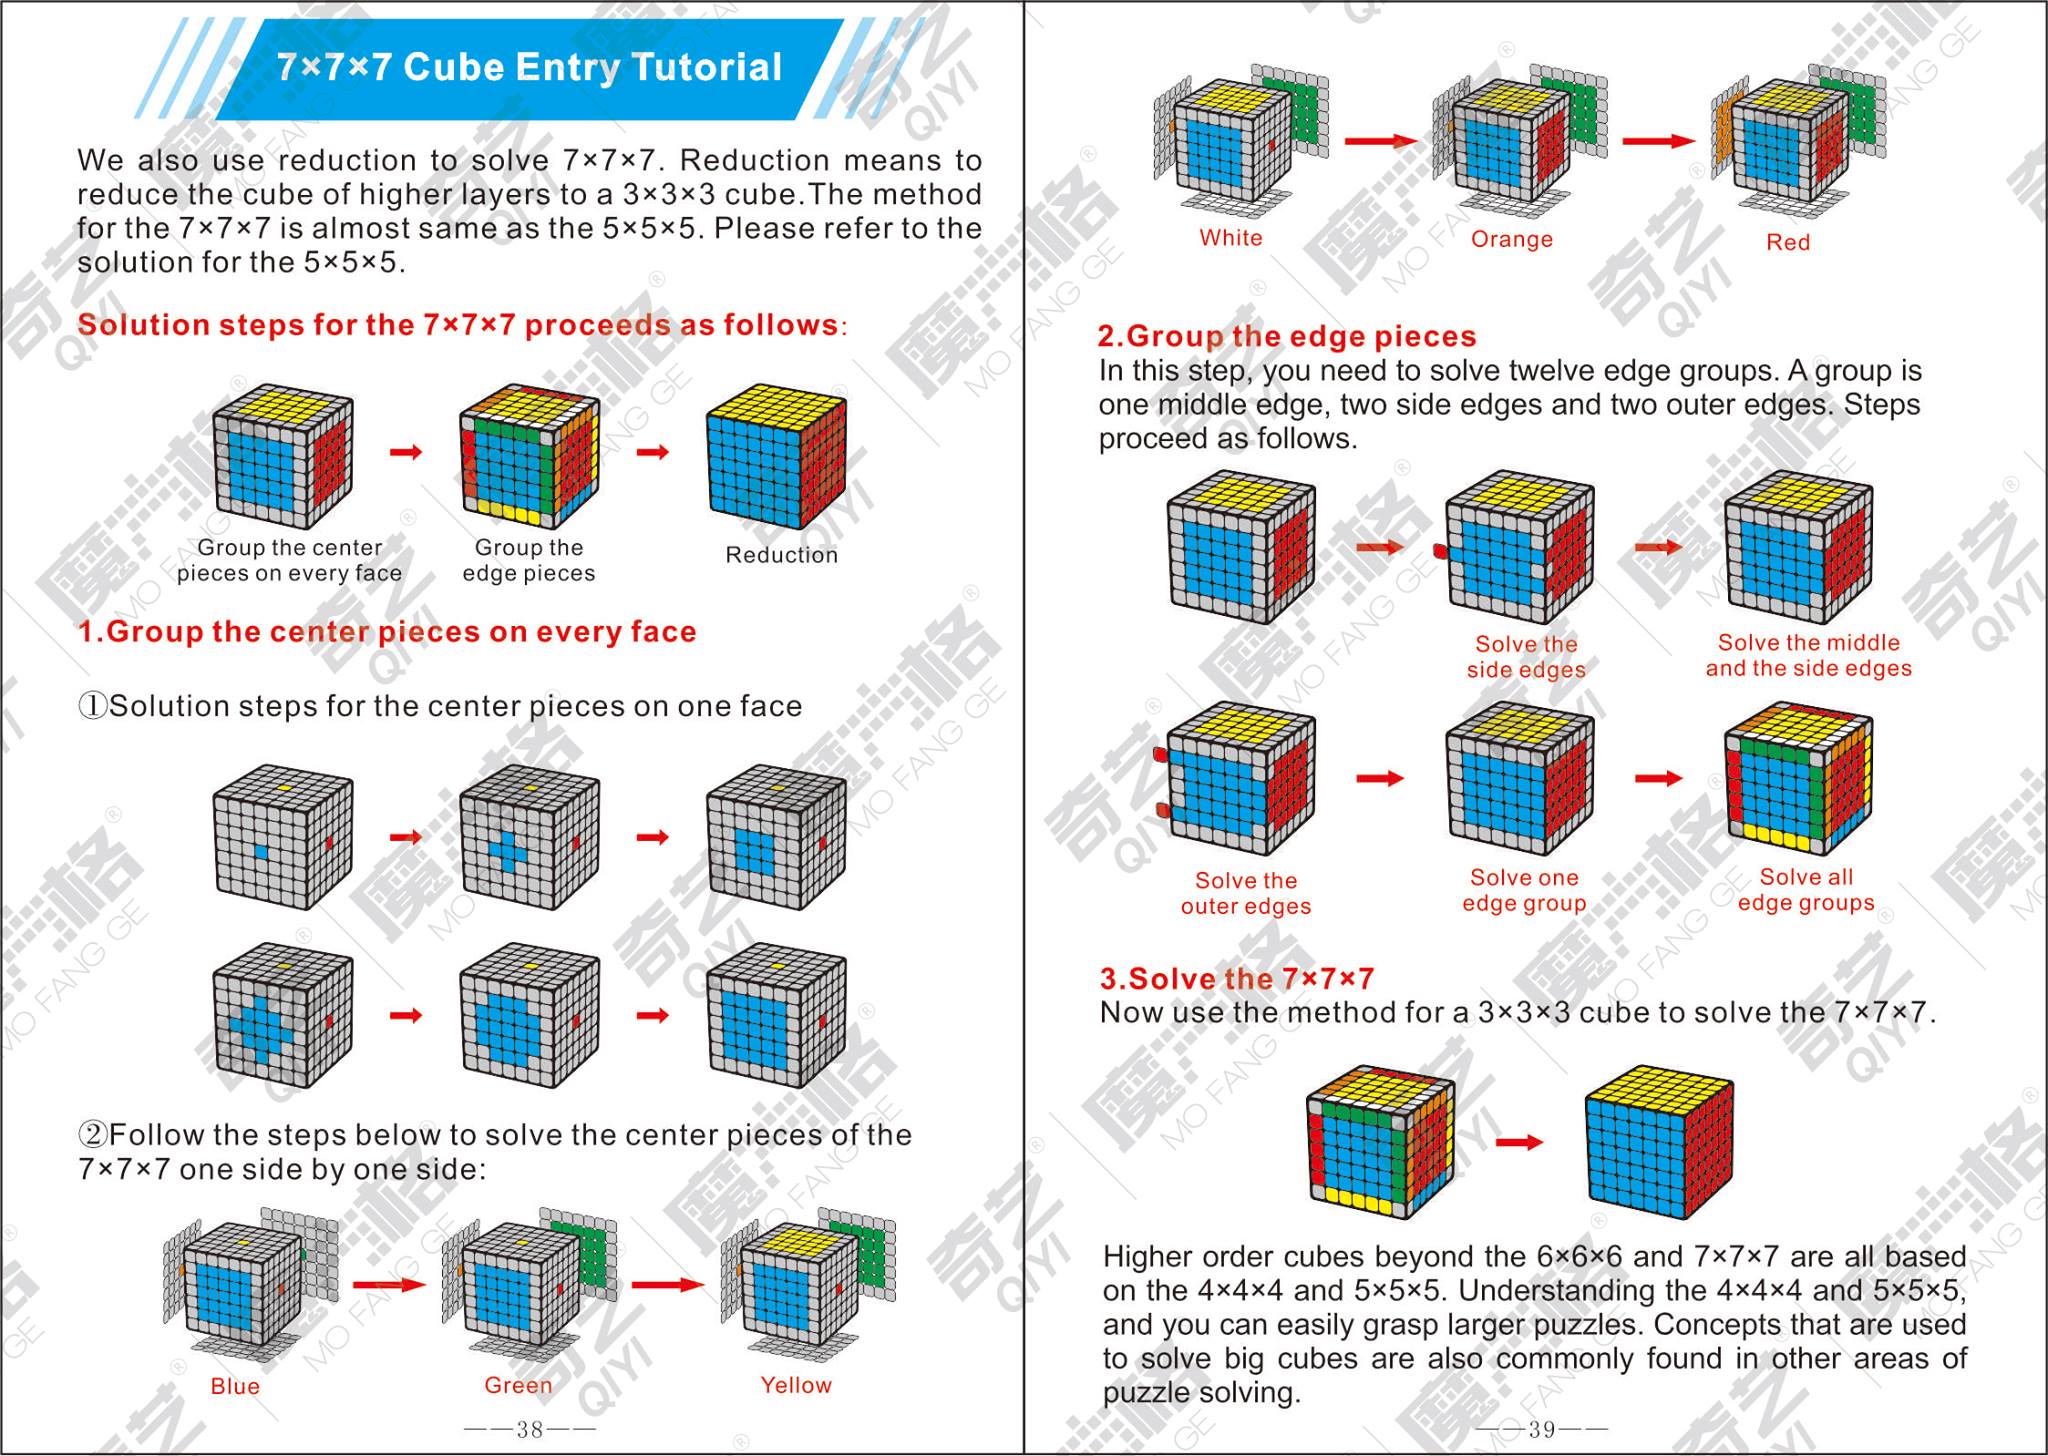 7×7×7 Cube Entry Tutorial
We also use reduction to solve 7×7×7. Reduction means to
reduce the cube of higher layers to a 3×3×3 cube.The method
for the 7×7×7 is almost same as the 5×5×5. Please refer to the
solution for the 5×5×5.
Solution steps for the 7×7×7 proceeds as follows:
Group the center
pieces on every face
Group the
edge pieces
Reduction
1.Group the center pieces on every face
①Solution steps for the center pieces on one face
②Follow the steps below to solve the center pieces of the
7×7×7 one side by one side:
Blue
Green
Yellow
——38——
White
Orange
Red
2.Group the edge pieces
In this step, you need to solve twelve edge groups. A group is
one middle edge, two side edges and two outer edges. Steps
proceed as follows.
Solve the
side edges
Solve the middle
and the side edges
Solve the
outer edges
Solve one
edge group
Solve all
edge groups
3.Solve the 7×7×7
Now use the method for a 3×3×3 cube to solve the 7×7×7.
Higher order cubes beyond the 6×6×6 and 7×7×7 are all based
on the 4×4×4 and 5×5×5. Understanding the 4×4×4 and 5×5×5,
and you can easily grasp larger puzzles. Concepts that are used
to solve big cubes are also commonly found in other areas of
puzzle solving.
——39——
奇艺
QIYI
魔方格®
MO FANG GE